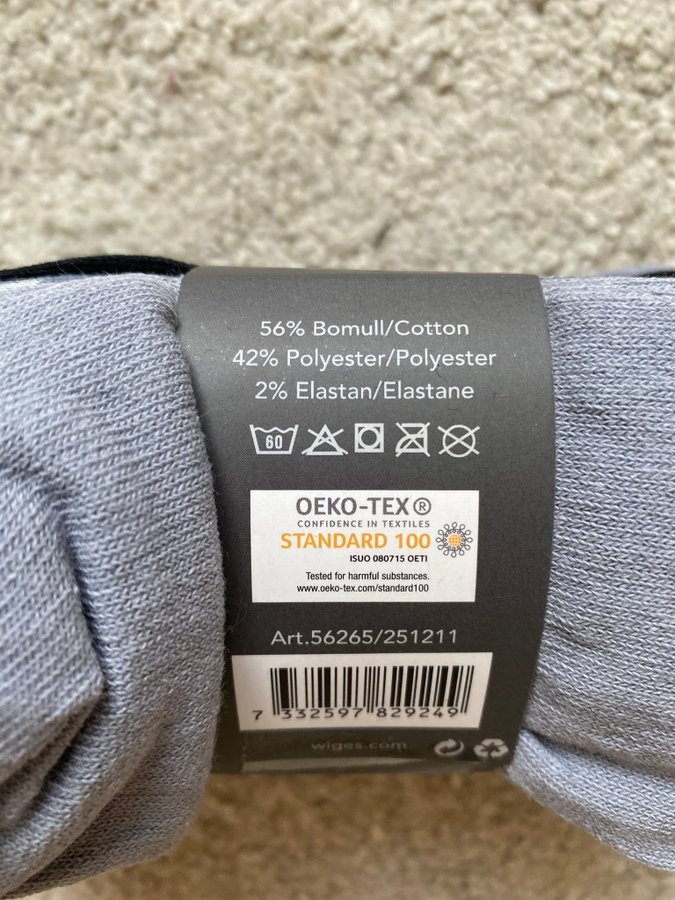 56% Bomull/Cotton
42% Polyester/Polyester
2% Elastan/Elastane
60
OEKO-TEX®
CONFIDENCE IN TEXTILES
STANDARD 100
ISUO 080715 OETI
Tested for harmful substances.
www.oeko-tex.com/standard100
Art.56265/251211
7 332597 829249
wiges.com